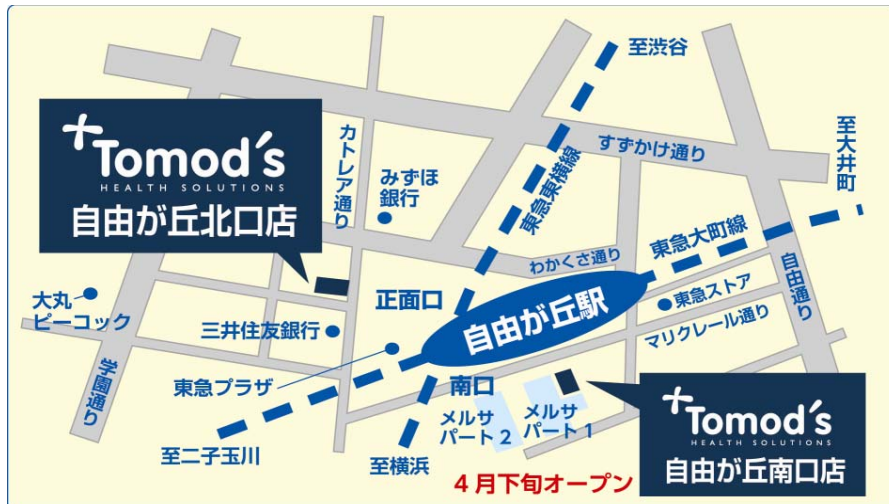 至渋谷
至大井町
すずかけ通り
カトレア通り
みずほ
銀行
東急東横線
Tomod's
HEALTH SOLUTIONS
自由が丘北口店
わかくさ通り
東急大町線
自由通り
大丸
ピーコック
正面口
自由が丘駅
東急ストア
三井住友銀行
マリクレール通り
学園通り
東急プラザ
南口
メルサ
パート2
メルサ
パート1
至二子玉川
至横浜
4月下旬オープン
Tomod's
HEALTH SOLUTIONS
自由が丘南口店